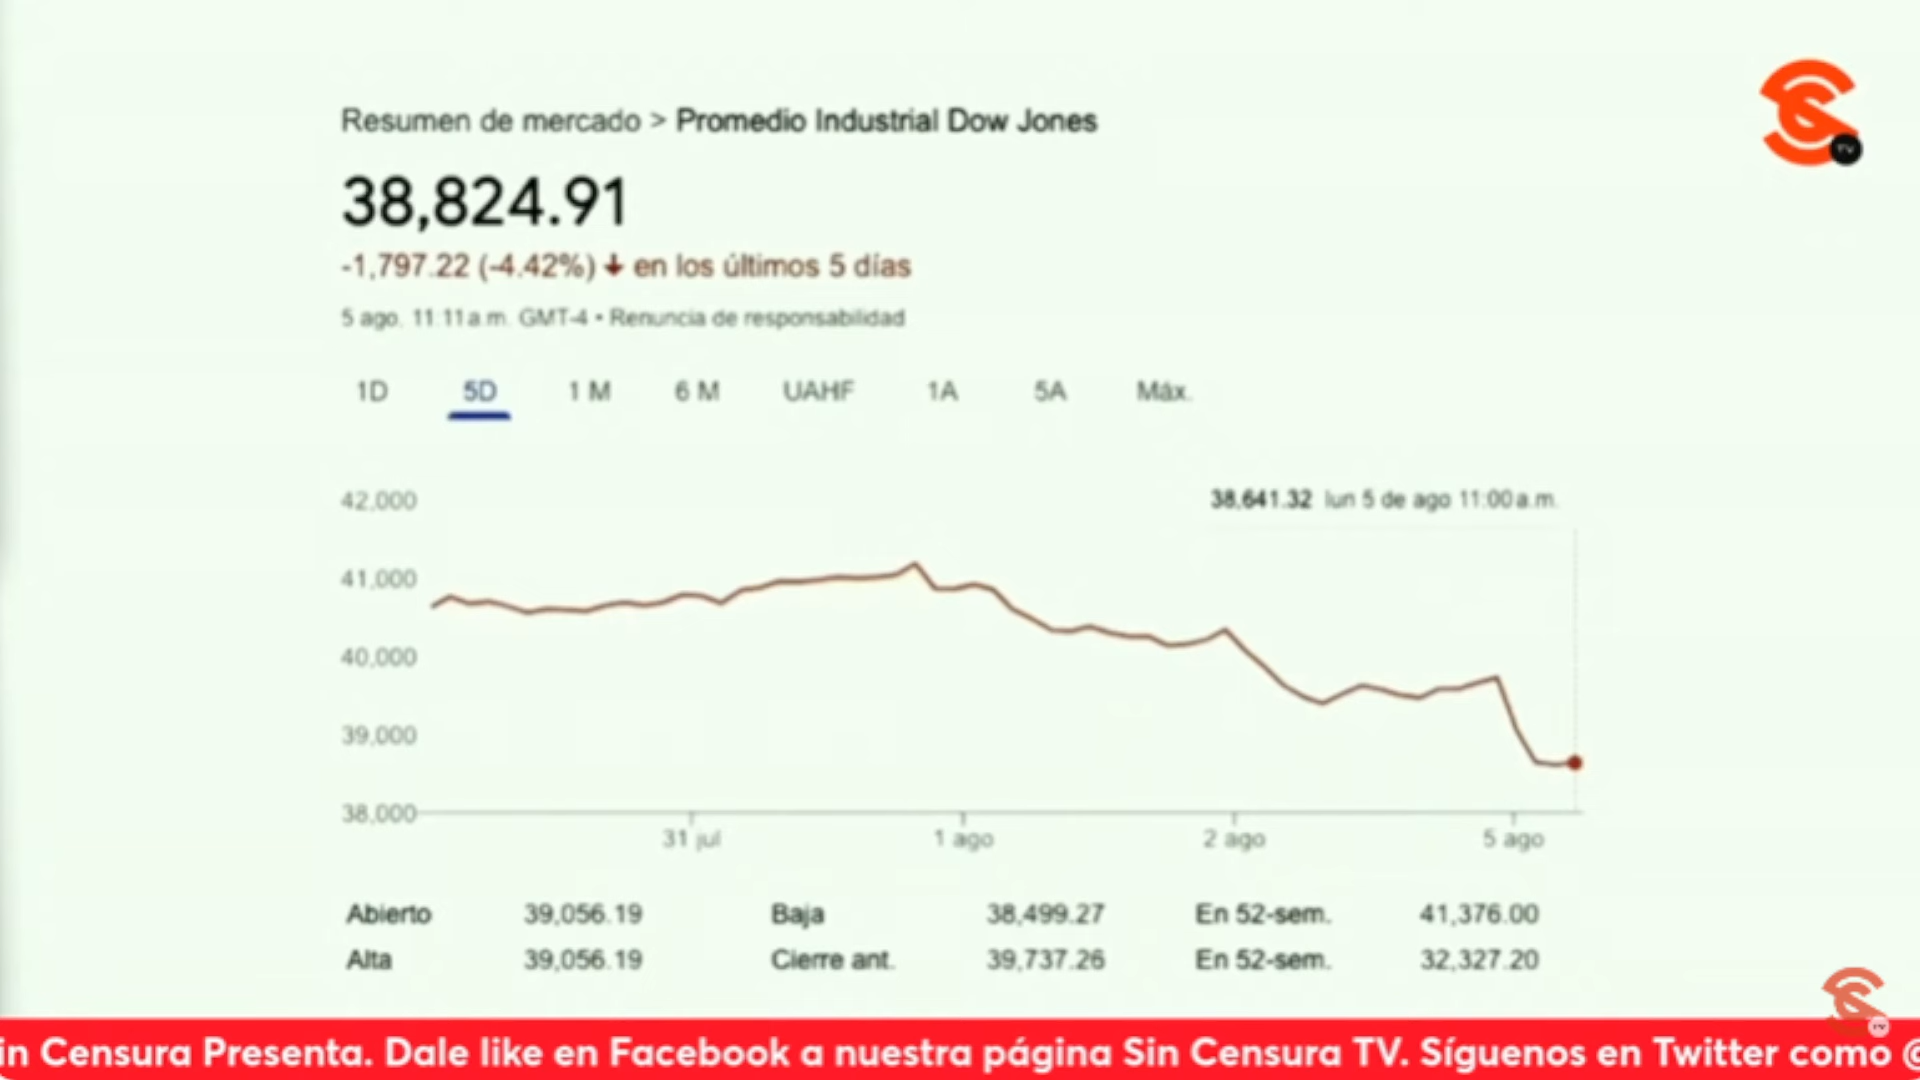 Resumen de mercado > Promedio Industrial Dow Jones
38,824.91
-1,797.22 (-4.42%) ↓ en los últimos 5 días
5 ago, 11:11 a.m. GMT-4 • Renuncia de responsabilidad
1D 5D 1 M 6 M UAHF 1A 5A Máx.
38,641.32 lun 5 de ago 11:00 a.m.
42,000
41,000
40,000
39,000
38,000
31 jul 1 ago 2 ago 5 ago
Abierto 39,056.19 Baja 38,499.27 En 52-sem. 41,376.00
Alta 39,056.19 Cierre ant. 39,737.26 En 52-sem. 32,327.20
TV
TV
in Censura Presenta. Dale like en Facebook a nuestra página Sin Censura TV. Síguenos en Twitter como @